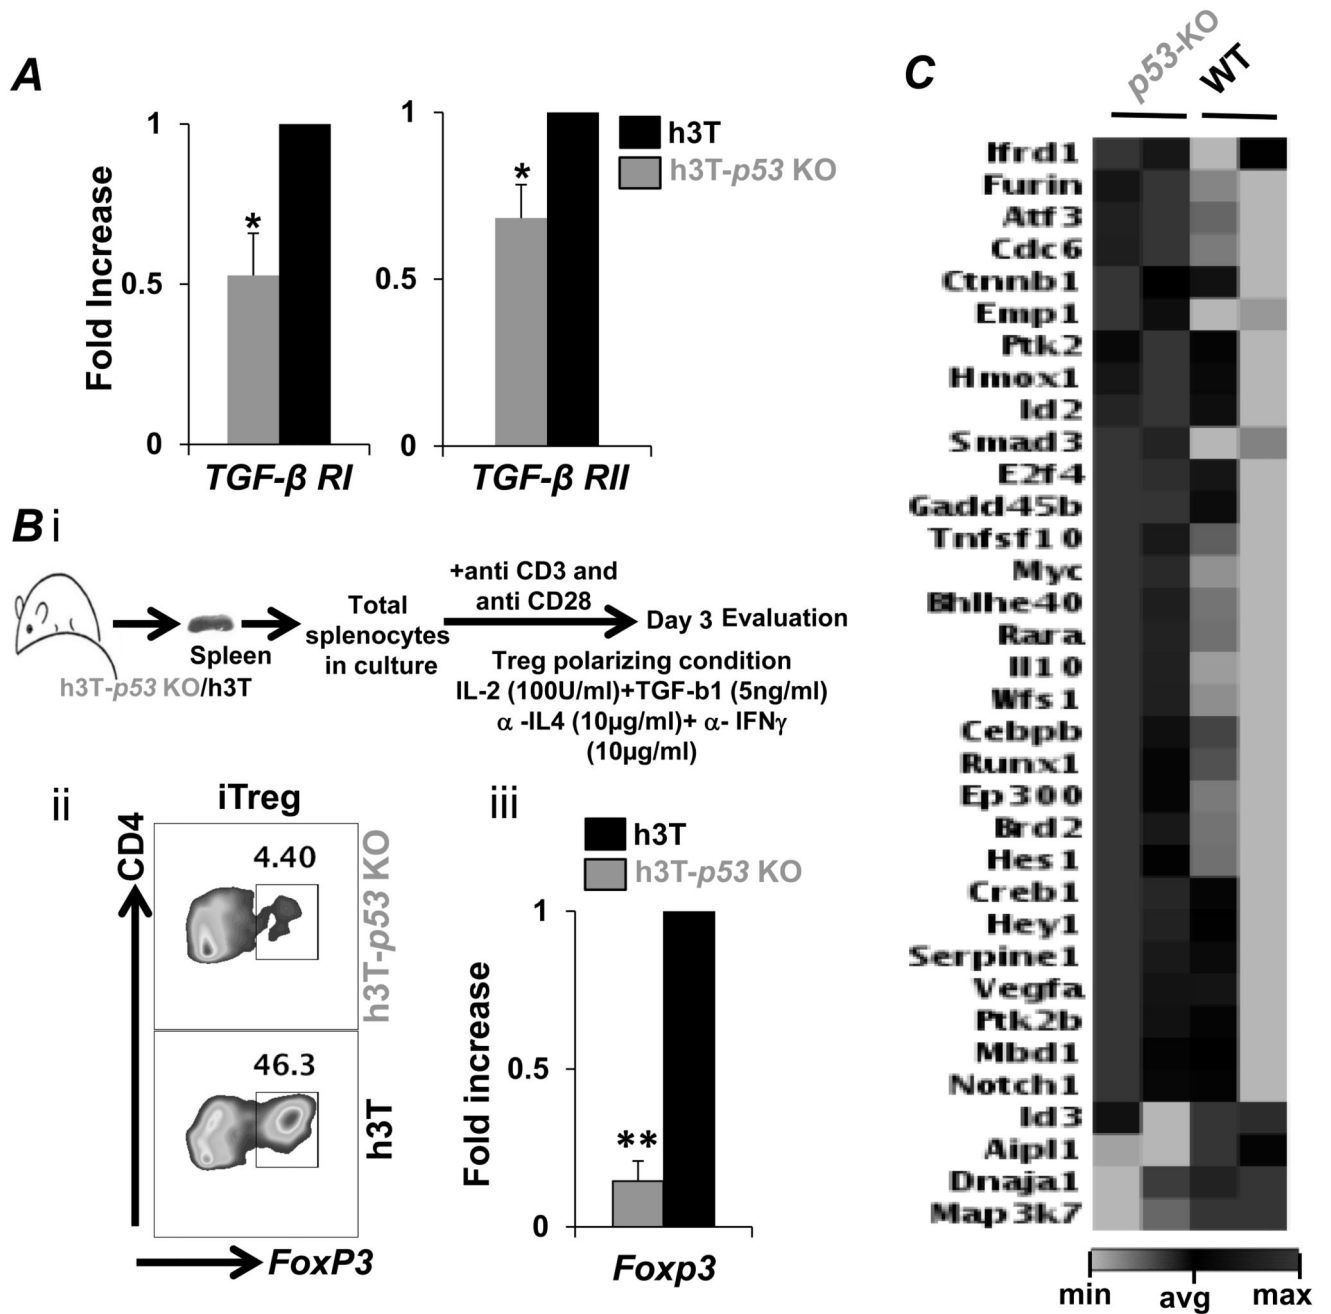 A
Fold Increase
1
0.5
0
*
TGF-β RI
1
0.5
0
*
TGF-β RII
h3T
h3T-p53 KO
B i
h3T-p53 KO/h3T
Spleen
Total
splenocytes
in culture
+anti CD3 and
anti CD28
Day 3 Evaluation
Treg polarizing condition
IL-2 (100U/ml)+TGF-b1 (5ng/ml)
α -IL4 (10µg/ml)+ α- IFNγ
(10µg/ml)
ii
iTreg
CD4
4.40
h3T-p53 KO
46.3
h3T
FoxP3
iii
h3T
h3T-p53 KO
Fold increase
1
0.5
0
**
Foxp3
C
p53-KO
WT
Ifrd1
Furin
Atf3
Cdc6
Ctnnb1
Emp1
Ptk2
Hmox1
Id2
Smad3
E2f4
Gadd45b
Tnfsf10
Myc
Bhlhe40
Rara
Il10
Wfs1
Cebpb
Runx1
Ep300
Brd2
Hes1
Creb1
Hey1
Serpine1
Vegfa
Ptk2b
Mbd1
Notch1
Id3
Aipl1
Dnaja1
Map3k7
min
avg
max